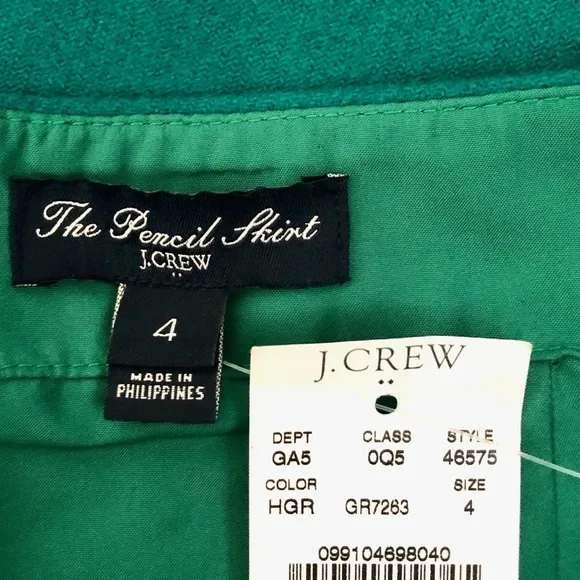 The Pencil Skirt
J.CREW
4
MADE IN
PHILIPPINES
J.CREW
DEPT CLASS STYLE
GA5 0Q5 46575
COLOR SIZE
HGR GR7263 4
099104698040